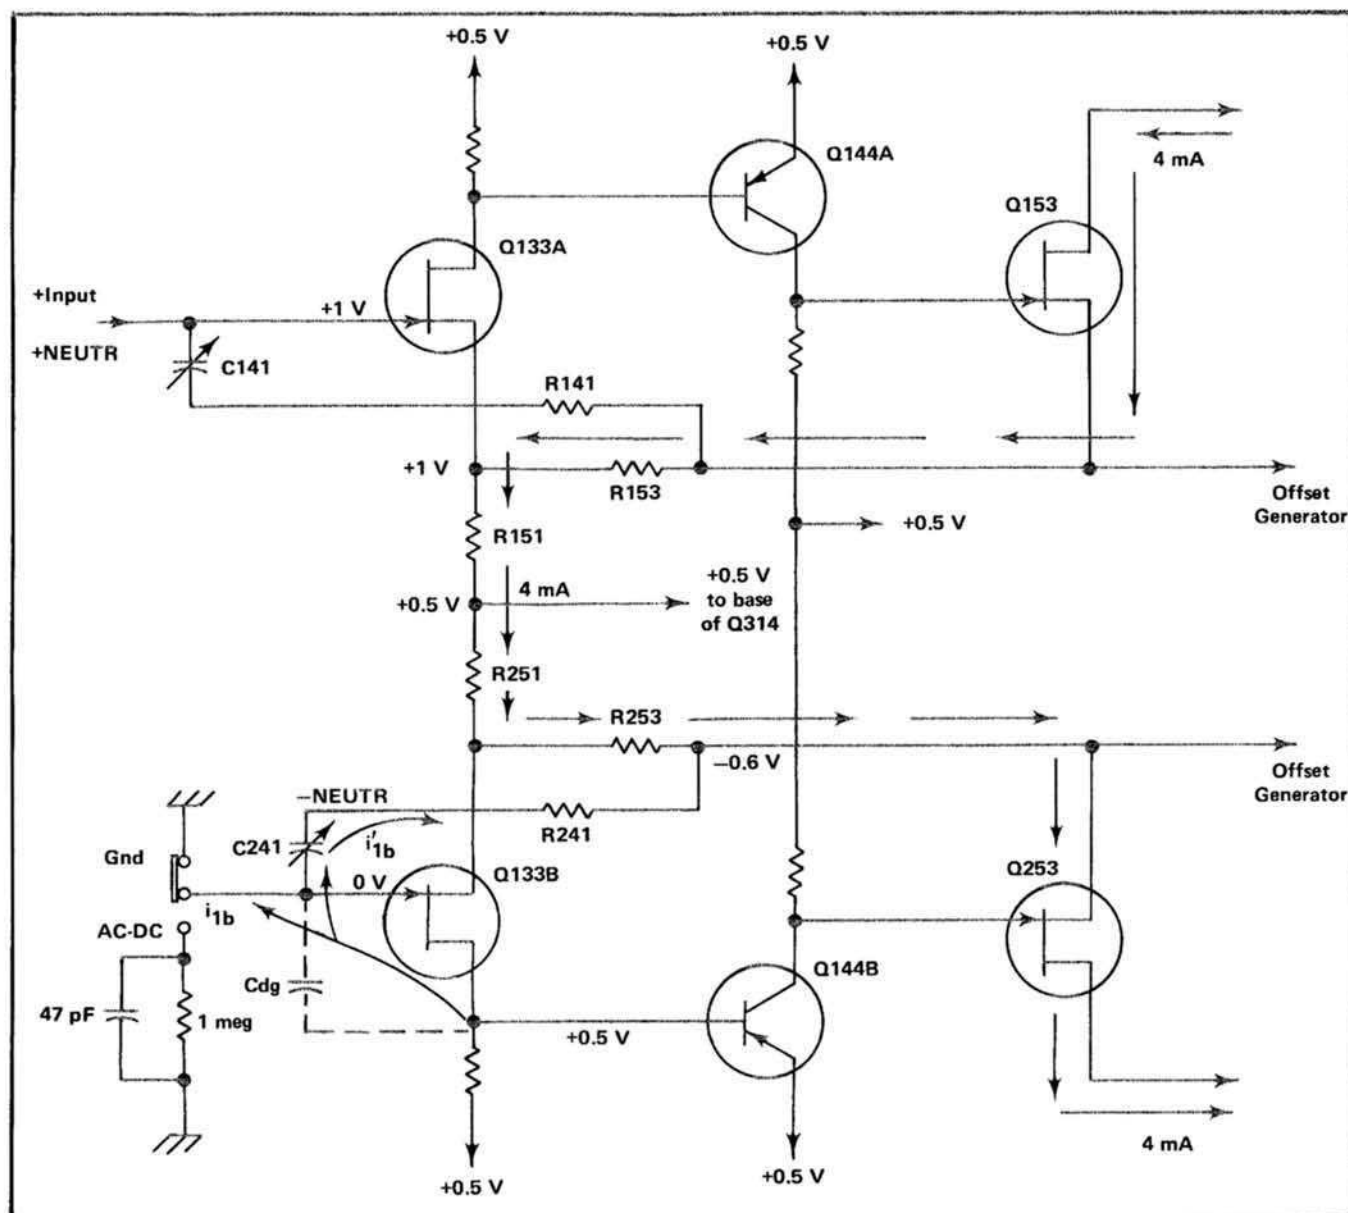 +0.5 V
+0.5 V
Q144A
4 mA
Q153
Q133A
+Input
+1 V
+NEUTR
C141
R141
+1 V
R153
Offset
Generator
R151
+0.5 V
4 mA
+0.5 V
+0.5 V
to base
of Q314
R251
R253
−0.6 V
Offset
Generator
−NEUTR
R241
C241
i'1b
Gnd
0 V
Q133B
Q253
i1b
AC-DC
Cdg
Q144B
47 pF
1 meg
+0.5 V
4 mA
+0.5 V
+0.5 V